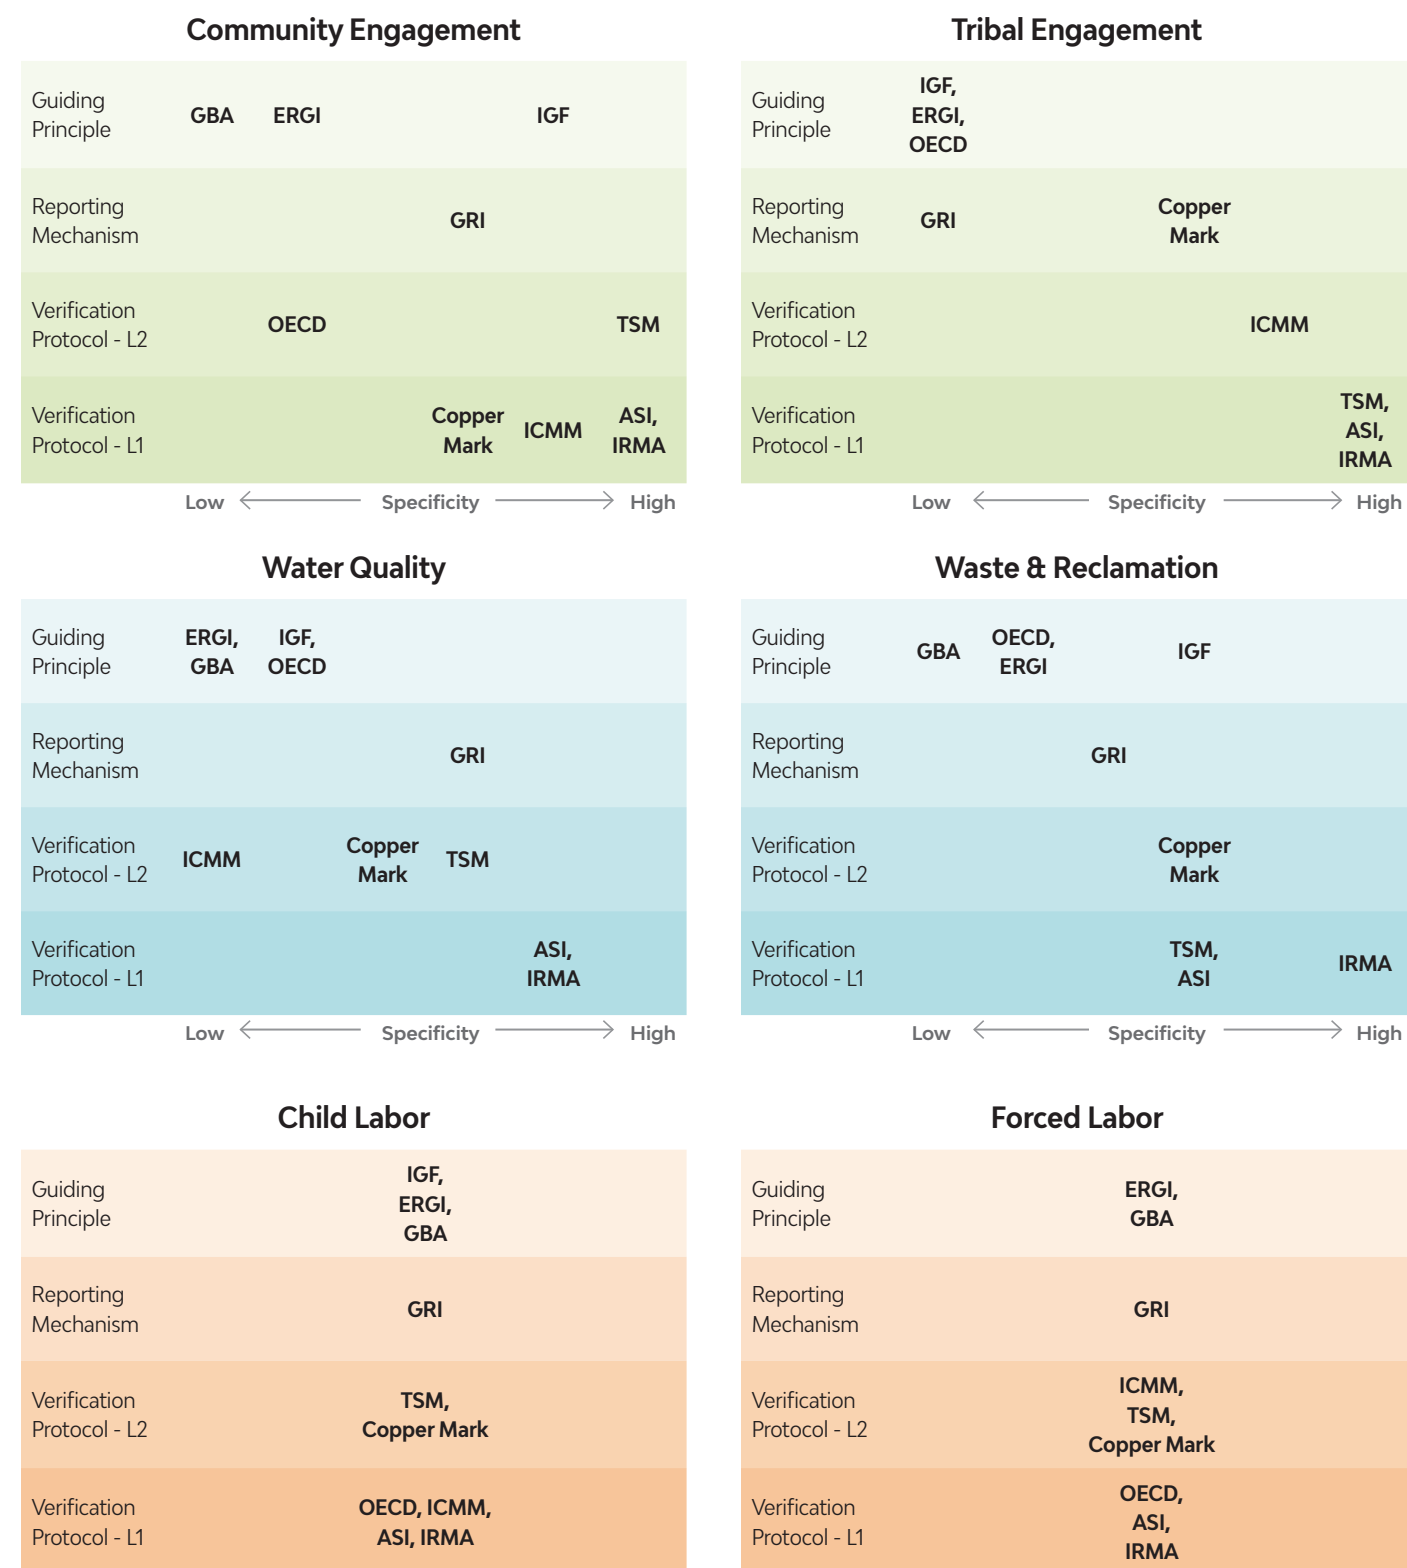 Community Engagement
Guiding
Principle
GBA
ERGI
IGF
Reporting
Mechanism
GRI
Verification
Protocol - L2
OECD
TSM
Verification
Protocol - L1
Copper
Mark
ICMM
ASI,
IRMA
Low
Specificity
High
Tribal Engagement
Guiding
Principle
IGF,
ERGI,
OECD
Reporting
Mechanism
GRI
Copper
Mark
Verification
Protocol - L2
ICMM
Verification
Protocol - L1
TSM,
ASI,
IRMA
Low
Specificity
High
Water Quality
Guiding
Principle
ERGI,
GBA
IGF,
OECD
Reporting
Mechanism
GRI
Verification
Protocol - L2
ICMM
Copper
Mark
TSM
Verification
Protocol - L1
ASI,
IRMA
Low
Specificity
High
Waste & Reclamation
Guiding
Principle
GBA
OECD,
ERGI
IGF
Reporting
Mechanism
GRI
Verification
Protocol - L2
Copper
Mark
Verification
Protocol - L1
TSM,
ASI
IRMA
Low
Specificity
High
Child Labor
Guiding
Principle
IGF,
ERGI,
GBA
Reporting
Mechanism
GRI
Verification
Protocol - L2
TSM,
Copper Mark
Verification
Protocol - L1
OECD, ICMM,
ASI, IRMA
Forced Labor
Guiding
Principle
ERGI,
GBA
Reporting
Mechanism
GRI
Verification
Protocol - L2
ICMM,
TSM,
Copper Mark
Verification
Protocol - L1
OECD,
ASI,
IRMA